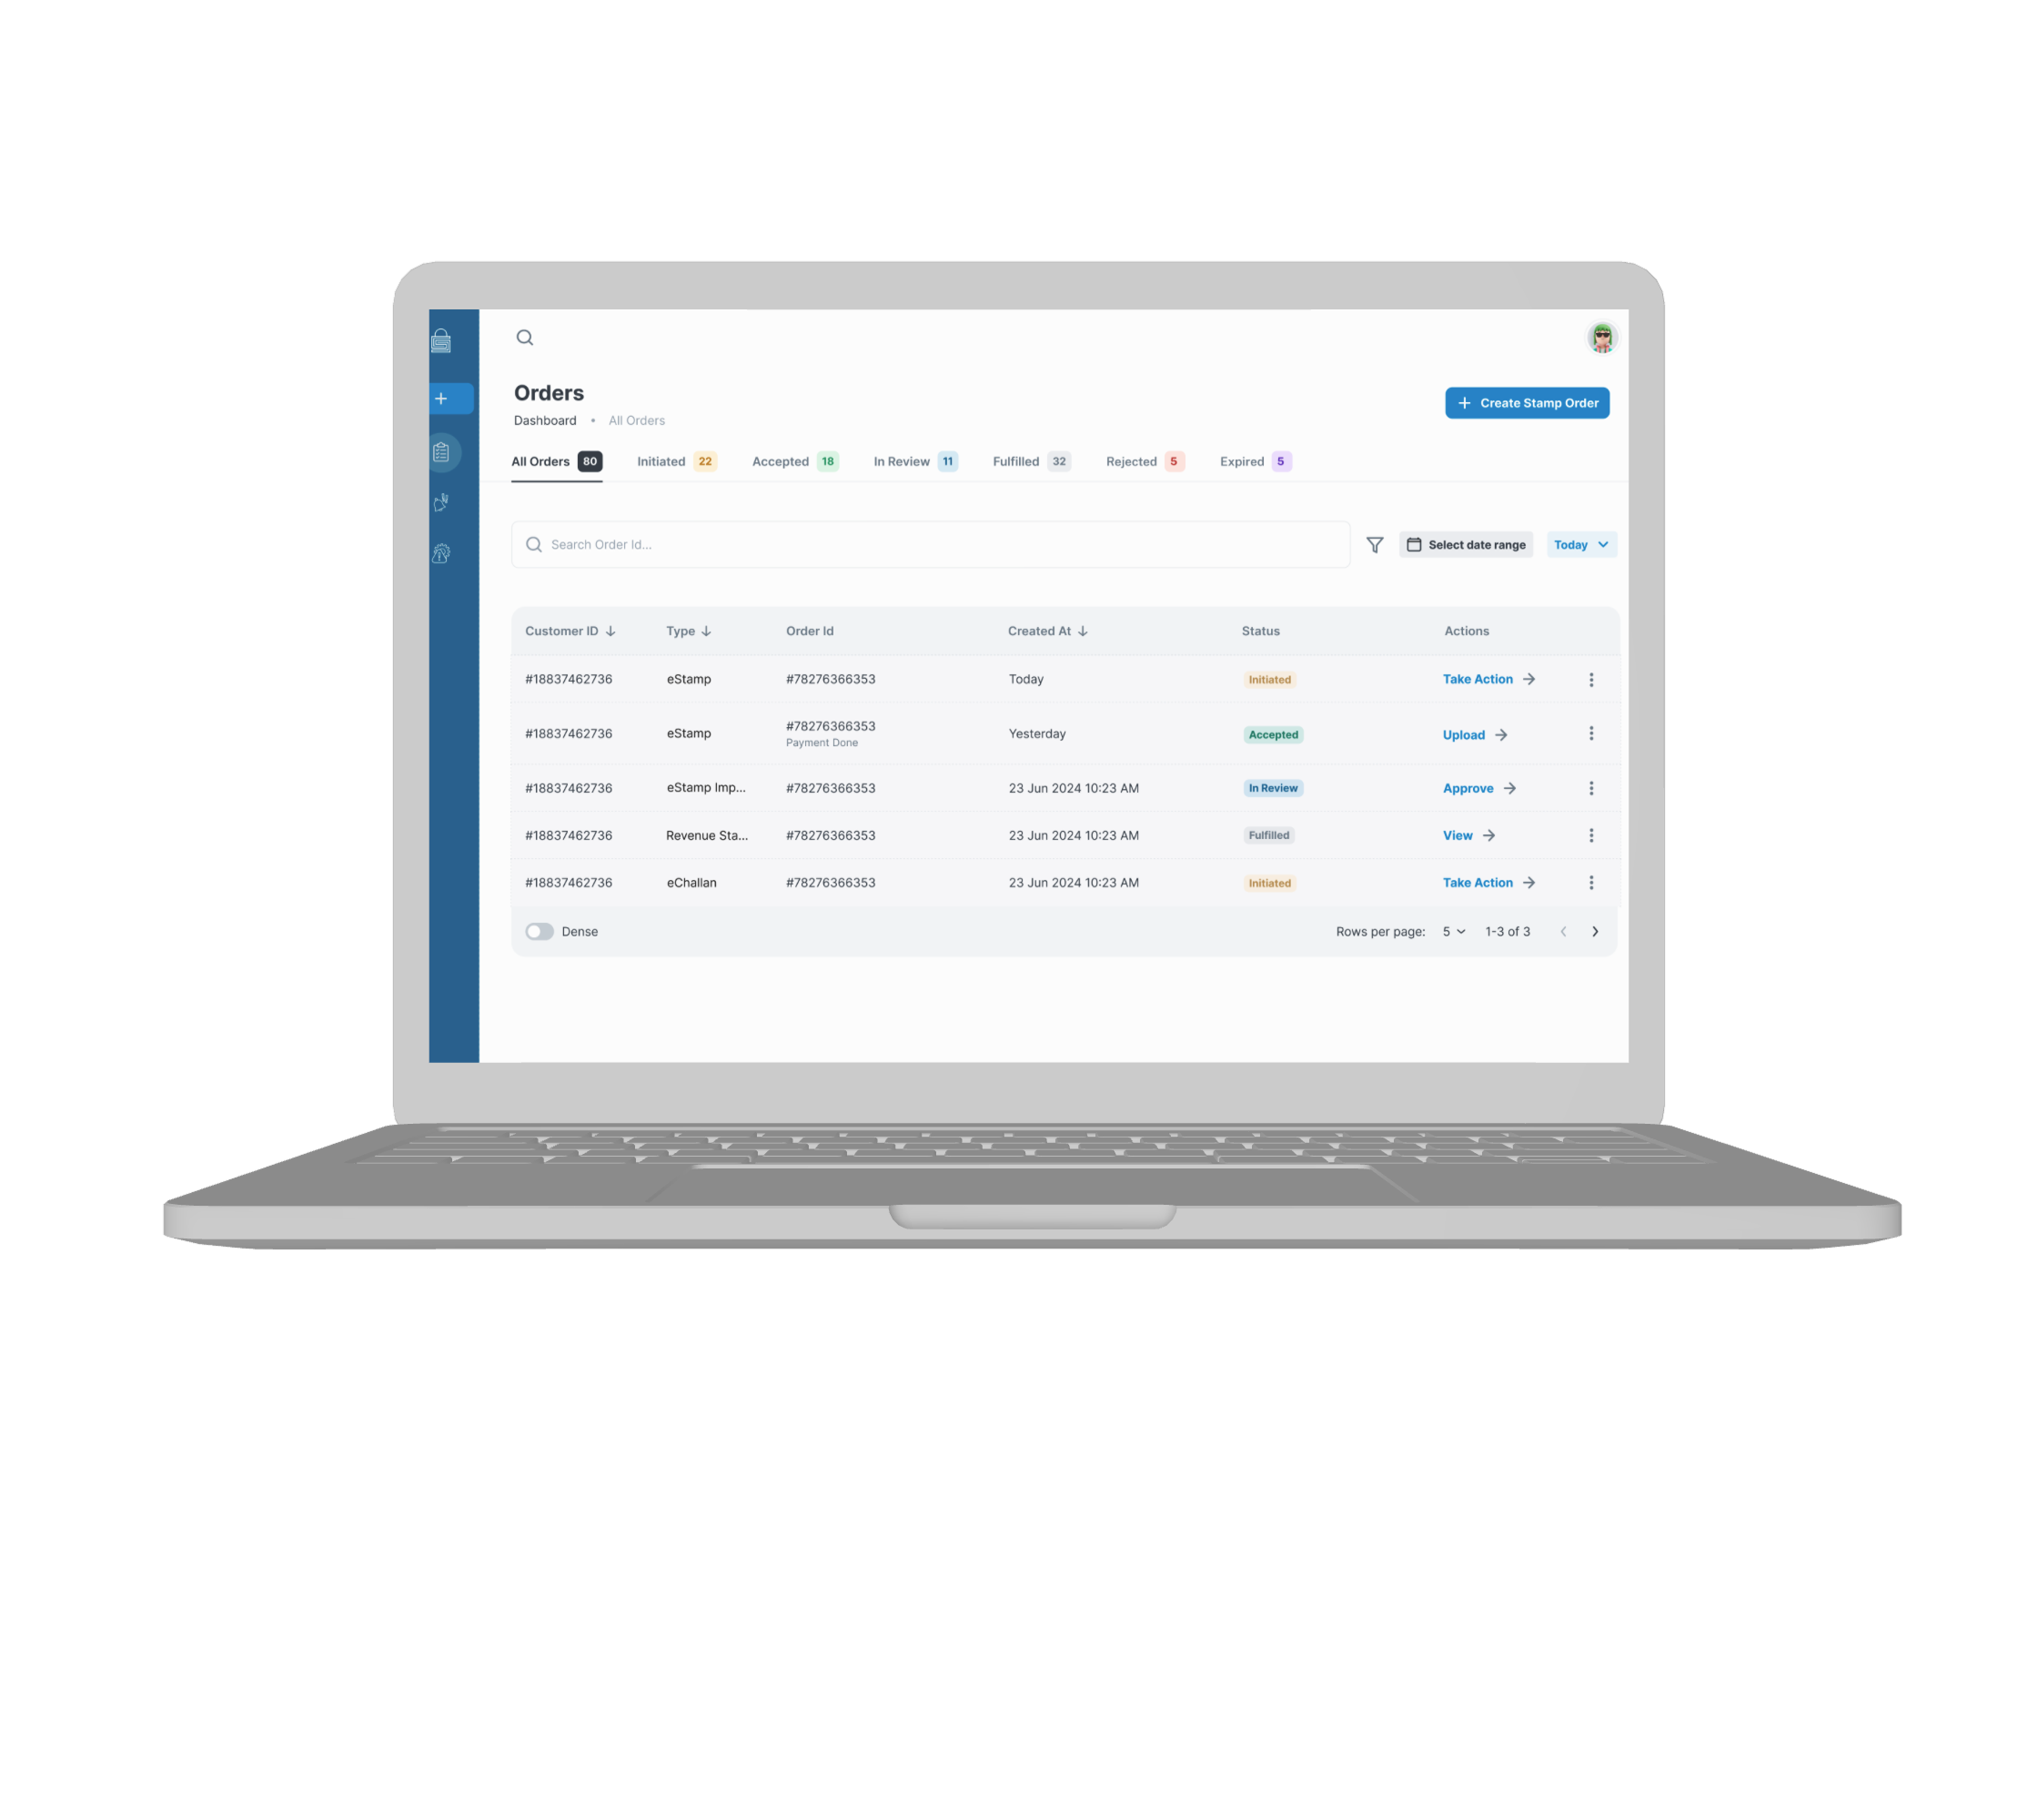 Orders
+ Create Stamp Order
Dashboard • All Orders
All Orders 80 Initiated 22 Accepted 18 In Review 11 Fulfilled 32 Rejected 5 Expired 5
Search Order Id... Select date range Today
Customer ID Type Order Id Created At Status Actions
#18837462736 eStamp #78276366353 Today Initiated Take Action
#18837462736 eStamp #78276366353 Yesterday Accepted Upload
Payment Done
#18837462736 eStamp Imp... #78276366353 23 Jun 2024 10:23 AM In Review Approve
#18837462736 Revenue Sta... #78276366353 23 Jun 2024 10:23 AM Fulfilled View
#18837462736 eChallan #78276366353 23 Jun 2024 10:23 AM Initiated Take Action
Dense Rows per page: 5 1-3 of 3